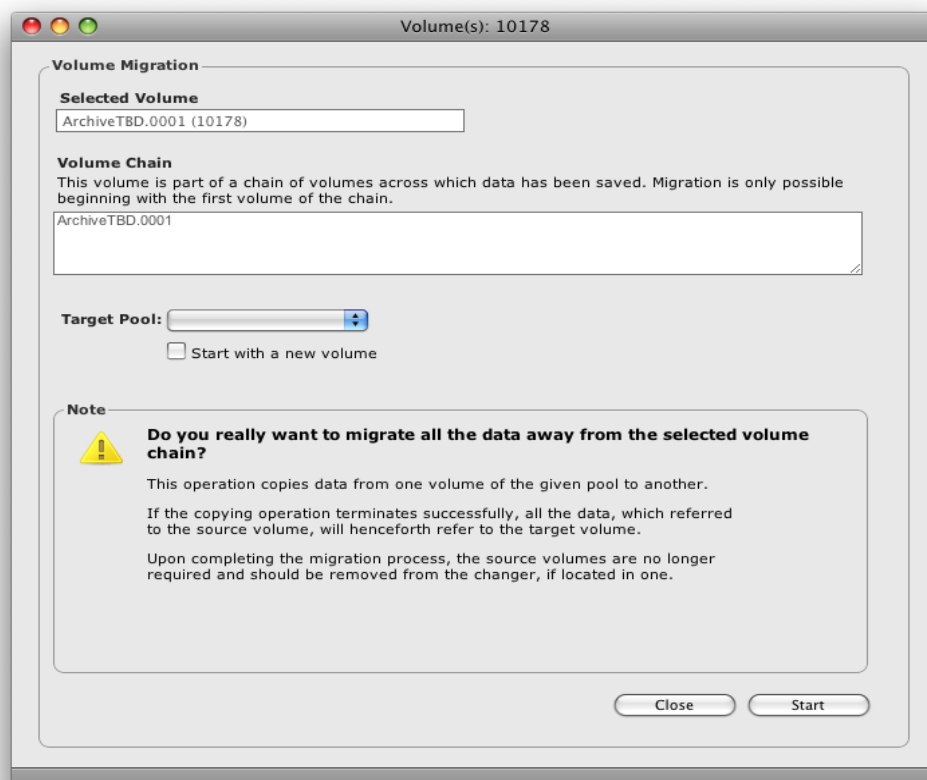 Volume(s): 10178
Volume Migration
Selected Volume
ArchiveTBD.0001 (10178)
Volume Chain
This volume is part of a chain of volumes across which data has been saved. Migration is only possible
beginning with the first volume of the chain.
ArchiveTBD.0001
Target Pool:
Start with a new volume
Note
Do you really want to migrate all the data away from the selected volume
chain?
This operation copies data from one volume of the given pool to another.
If the copying operation terminates successfully, all the data, which referred
to the source volume, will henceforth refer to the target volume.
Upon completing the migration process, the source volumes are no longer
required and should be removed from the changer, if located in one.
Close Start